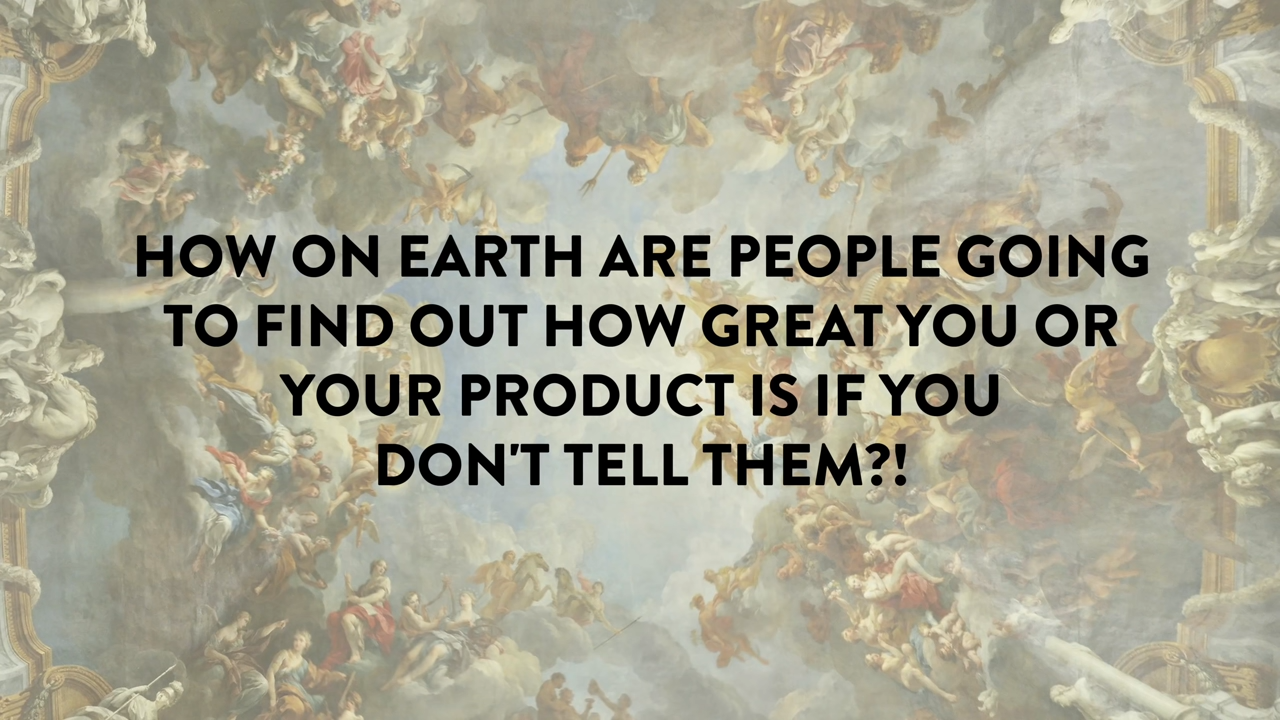 HOW ON EARTH ARE PEOPLE GOING
TO FIND OUT HOW GREAT YOU OR
YOUR PRODUCT IS IF YOU
DON'T TELL THEM?!